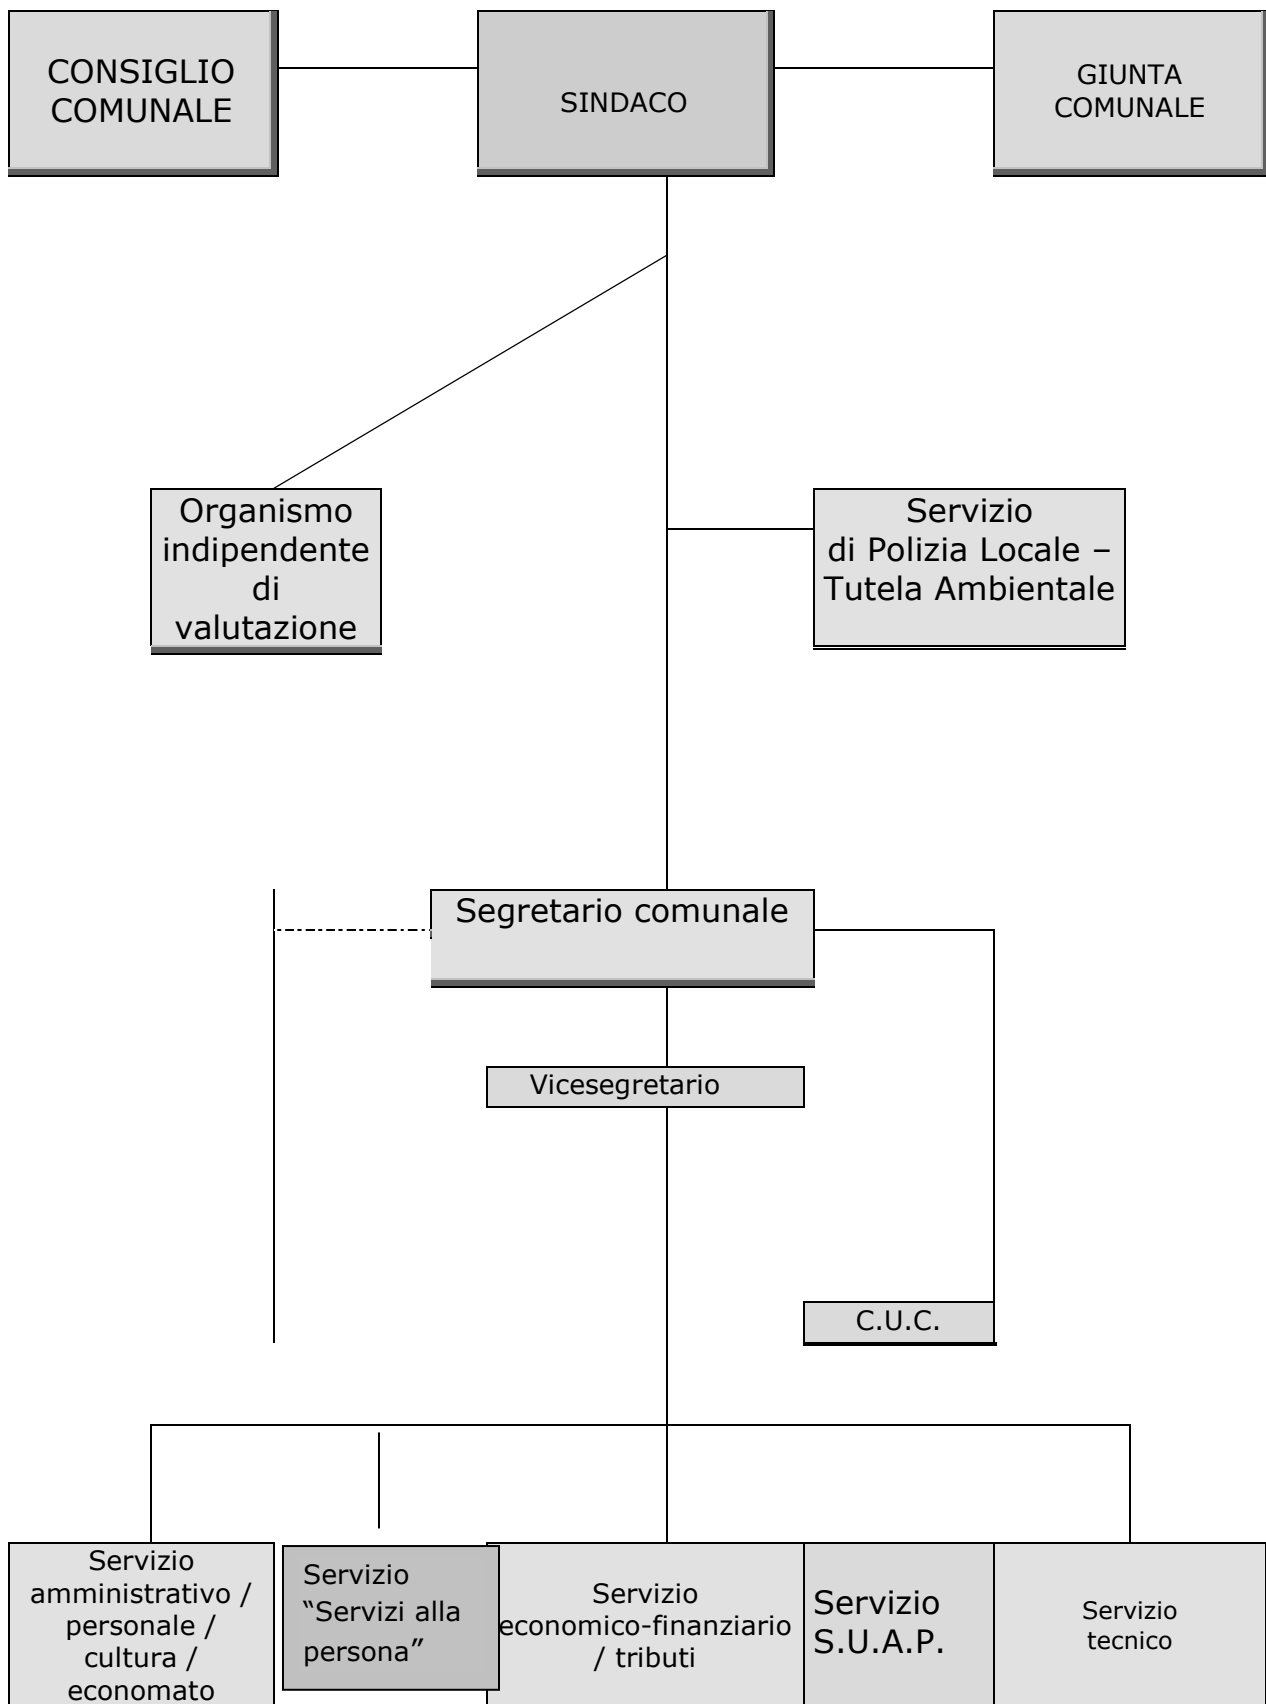 CONSIGLIO
COMUNALE
SINDACO
GIUNTA
COMUNALE
Organismo
indipendente
di
valutazione
Servizio
di Polizia Locale –
Tutela Ambientale
Segretario comunale
Vicesegretario
C.U.C.
Servizio
amministrativo /
personale /
cultura /
economato
Servizio
“Servizi alla
persona”
Servizio
economico-finanziario
/ tributi
Servizio
S.U.A.P.
Servizio
tecnico